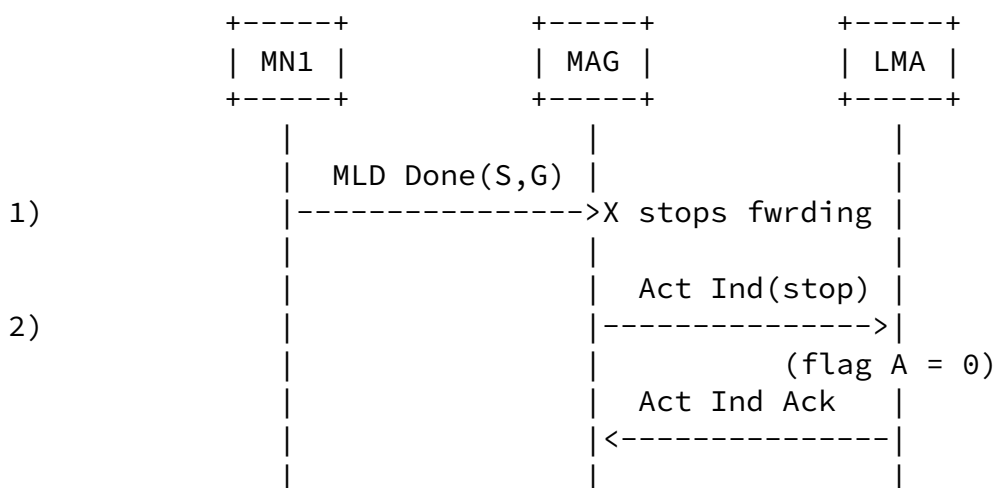 MN1 MAG LMA
MLD Done(S,G)
1) X stops fwrding
Act Ind(stop)
2)
(flag A = 0)
Act Ind Ack